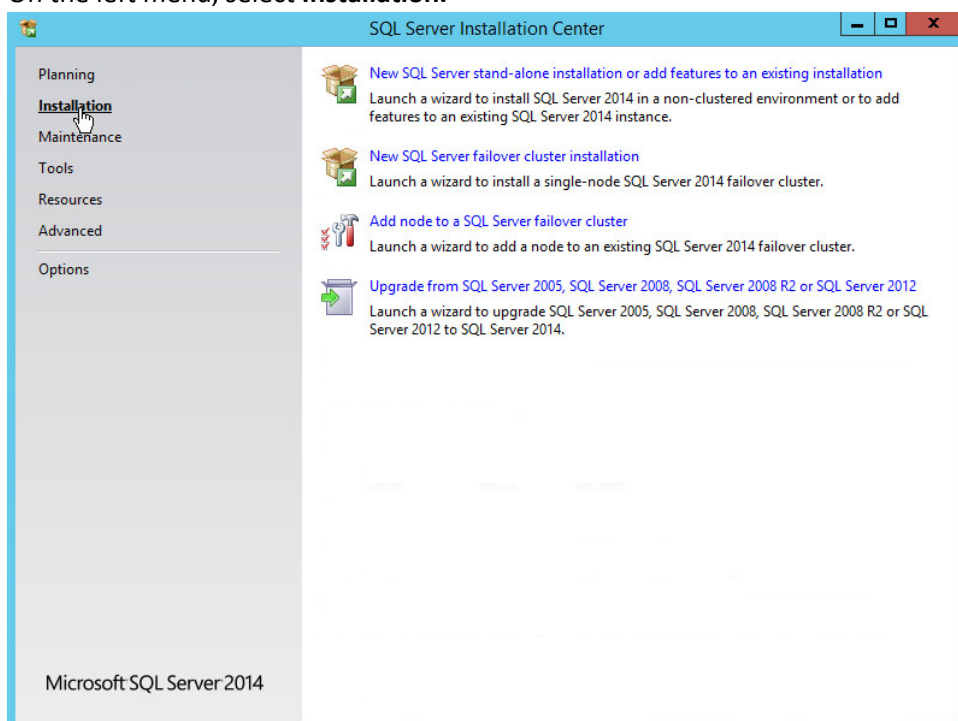 On the left menu, select Installation.
SQL Server Installation Center
Planning
Installation
Maintenance
Tools
Resources
Advanced
Options
Microsoft SQL Server 2014
New SQL Server stand-alone installation or add features to an existing installation
Launch a wizard to install SQL Server 2014 in a non-clustered environment or to add
features to an existing SQL Server 2014 instance.
New SQL Server failover cluster installation
Launch a wizard to install a single-node SQL Server 2014 failover cluster.
Add node to a SQL Server failover cluster
Launch a wizard to add a node to an existing SQL Server 2014 failover cluster.
Upgrade from SQL Server 2005, SQL Server 2008, SQL Server 2008 R2 or SQL Server 2012
Launch a wizard to upgrade SQL Server 2005, SQL Server 2008, SQL Server 2008 R2 or SQL
Server 2012 to SQL Server 2014.